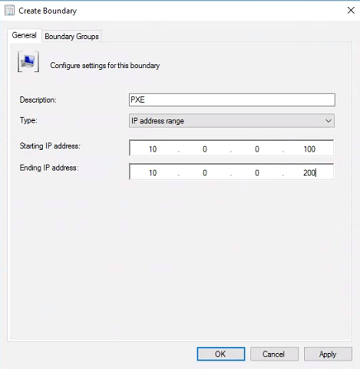 Create Boundary
General Boundary Groups
Configure settings for this boundary
Description: PXE
Type: IP address range
Starting IP address: 10 . 0 . 0 . 100
Ending IP address: 10 . 0 . 0 . 200
OK Cancel Apply